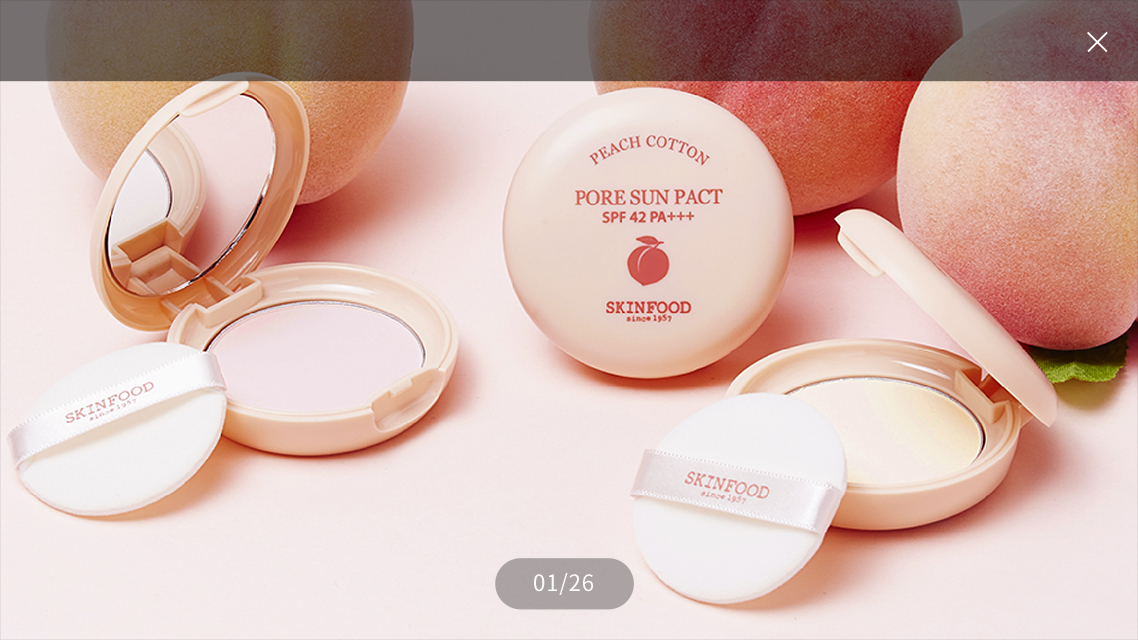 PEACH COTTON
PORE SUN PACT
SPF 42 PA+++
SKINFOOD
since 1957
SKINFOOD
since 1957
SKINFOOD
since 1957
01/26